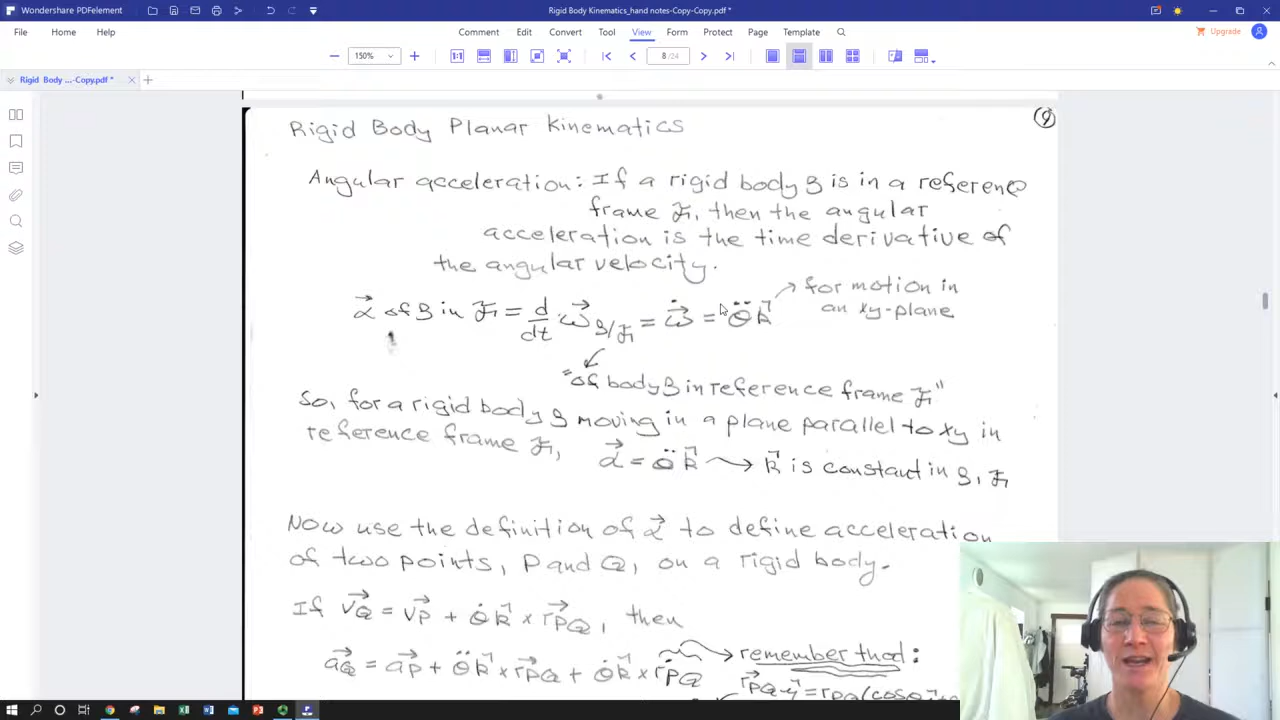 Wondershare PDFelement
Rigid Body Kinematics_hand notes-Copy-Copy.pdf *
File Home Help
Comment Edit Convert Tool View Form Protect Page Template
Upgrade
150%
8 /24
Rigid Body ...-Copy.pdf *
Rigid Body Planar Kinematics
9
Angular acceleration: If a rigid body B is in a reference
frame F, then the angular
acceleration is the time derivative of
the angular velocity.
for motion in
an xy-plane
α⃗ of B in F = d/dt ω⃗ B/F = ω⃗̇ = θ̈ k⃗
"of body B in reference frame F"
So, for a rigid body B moving in a plane parallel to xy in
reference frame F,
α⃗ = θ̈ k⃗ → k⃗ is constant in B, F
Now use the definition of α⃗ to define acceleration
of two points, P and Q, on a rigid body.
If v⃗Q = v⃗P + θ̇ k⃗ × r⃗PQ, then
a⃗Q = a⃗P + θ̈ k⃗ × r⃗PQ + θ̇ k⃗ × ṙPQ
remember that: